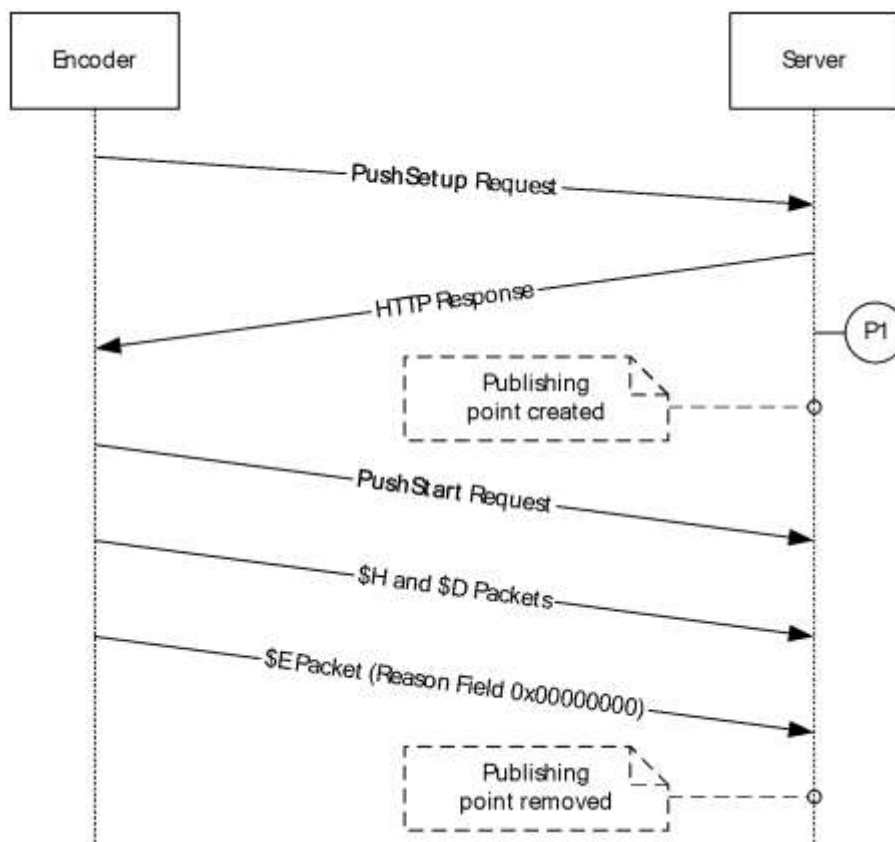 Encoder
Server
PushSetup Request
HTTP Response
P1
Publishing
point created
PushStart Request
$H and $D Packets
$E Packet (Reason Field 0x00000000)
Publishing
point removed